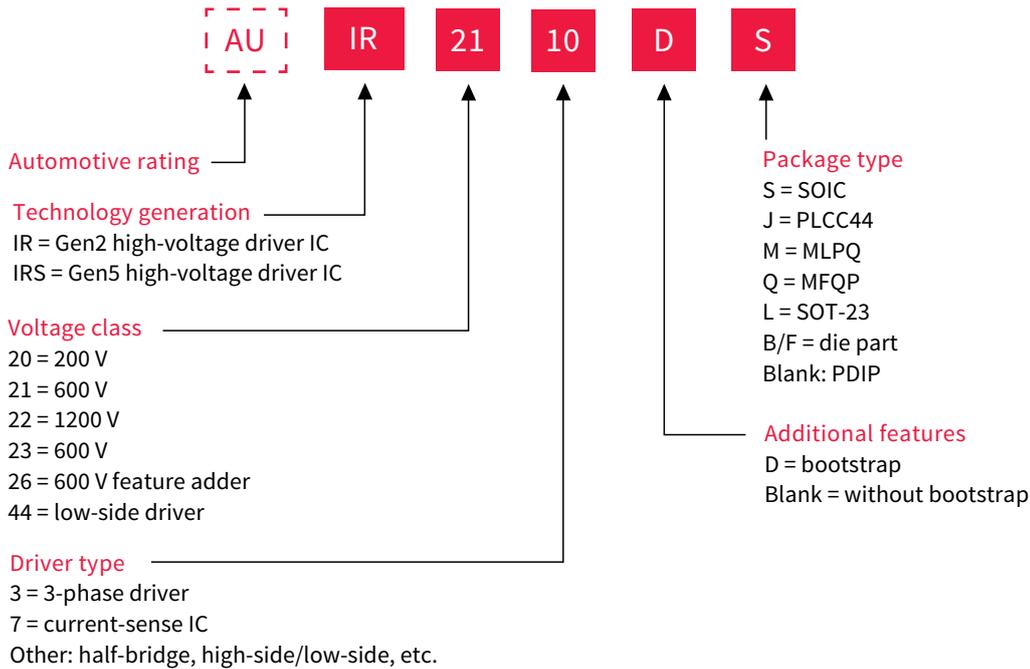 AU IR 21 10 D S
Automotive rating
Technology generation
IR = Gen2 high-voltage driver IC
IRS = Gen5 high-voltage driver IC
Voltage class
20 = 200 V
21 = 600 V
22 = 1200 V
23 = 600 V
26 = 600 V feature adder
44 = low-side driver
Driver type
3 = 3-phase driver
7 = current-sense IC
Other: half-bridge, high-side/low-side, etc.
Package type
S = SOIC
J = PLCC44
M = MLPQ
Q = MFQP
L = SOT-23
B/F = die part
Blank: PDIP
Additional features
D = bootstrap
Blank = without bootstrap